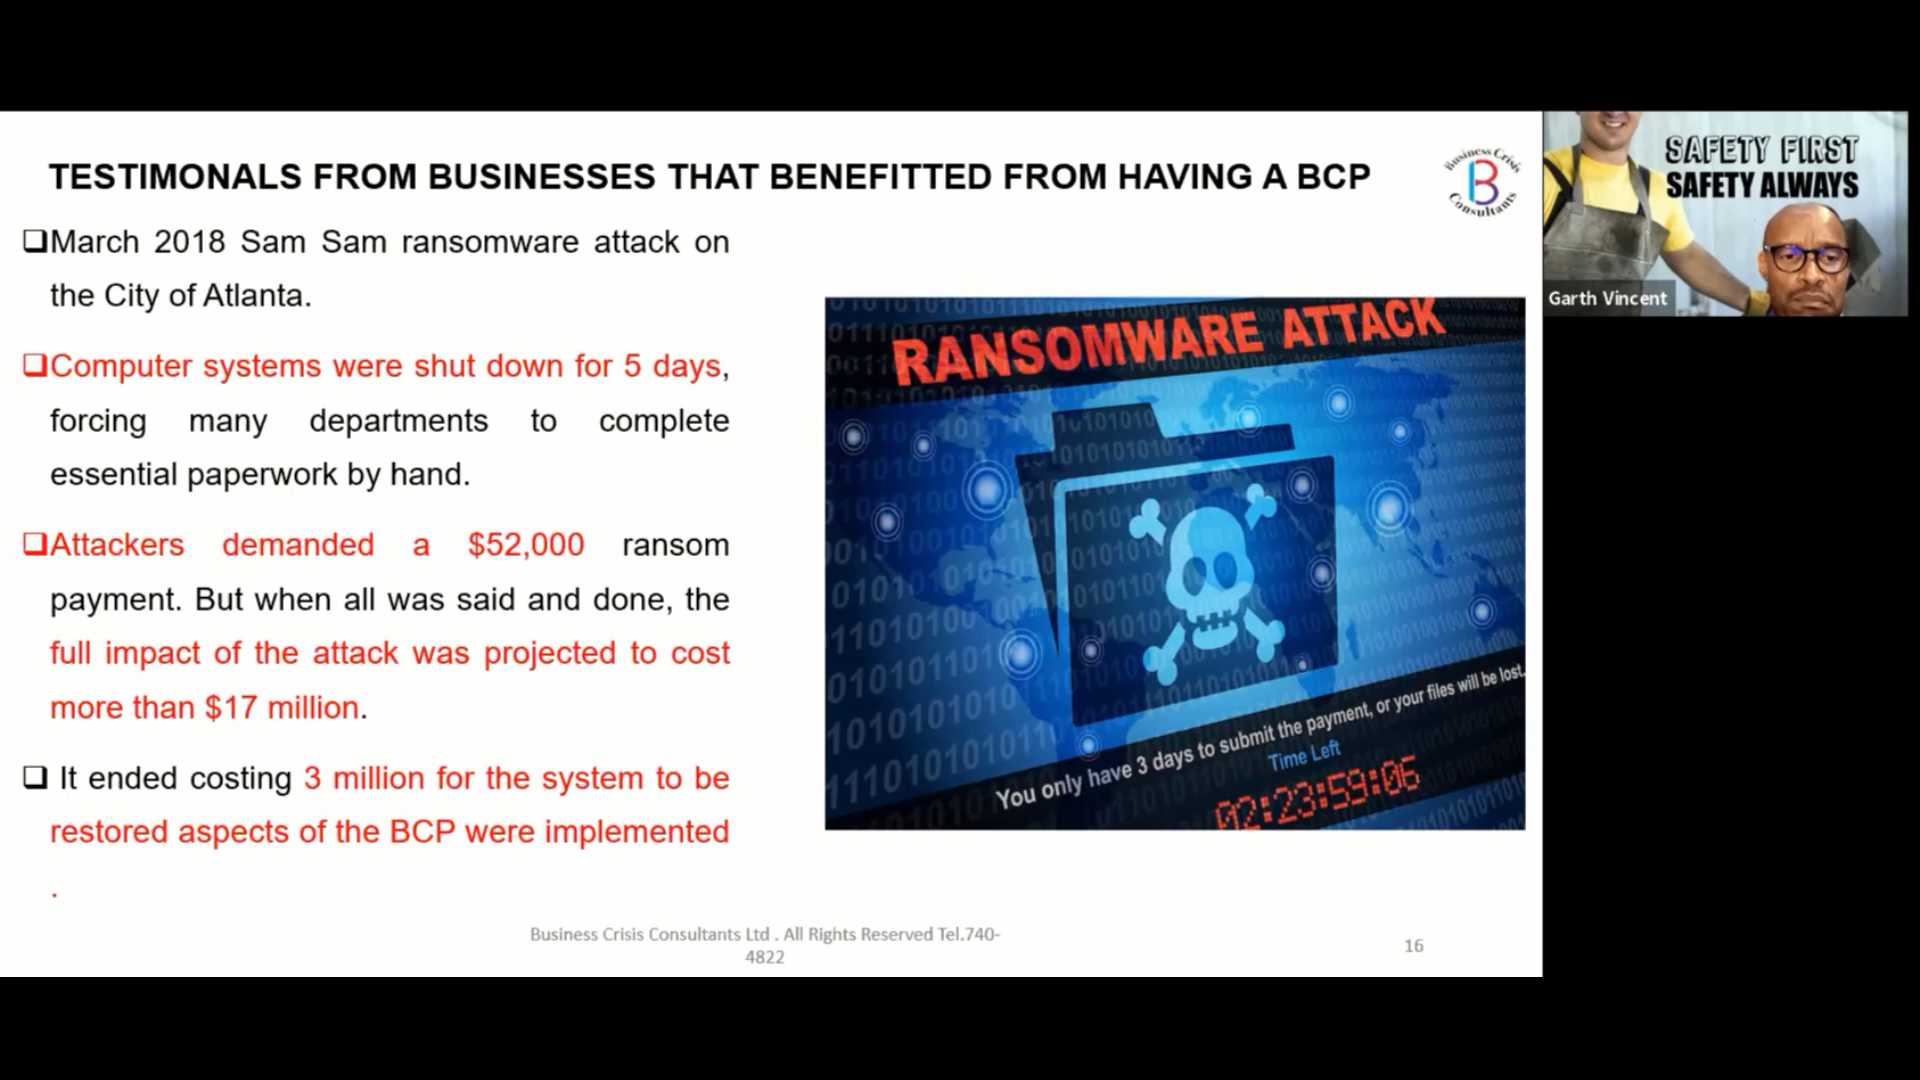 TESTIMONALS FROM BUSINESSES THAT BENEFITTED FROM HAVING A BCP
Business Crisis
B
Consultants
March 2018 Sam Sam ransomware attack on
the City of Atlanta.
Computer systems were shut down for 5 days,
forcing many departments to complete
essential paperwork by hand.
Attackers demanded a $52,000 ransom
payment. But when all was said and done, the
full impact of the attack was projected to cost
more than $17 million.
It ended costing 3 million for the system to be
restored aspects of the BCP were implemented
.
RANSOMWARE ATTACK
You only have 3 days to submit the payment, or your files will be lost.
Time Left
02:23:59:06
Business Crisis Consultants Ltd . All Rights Reserved Tel.740-
4822
16
SAFETY FIRST
SAFETY ALWAYS
Garth Vincent